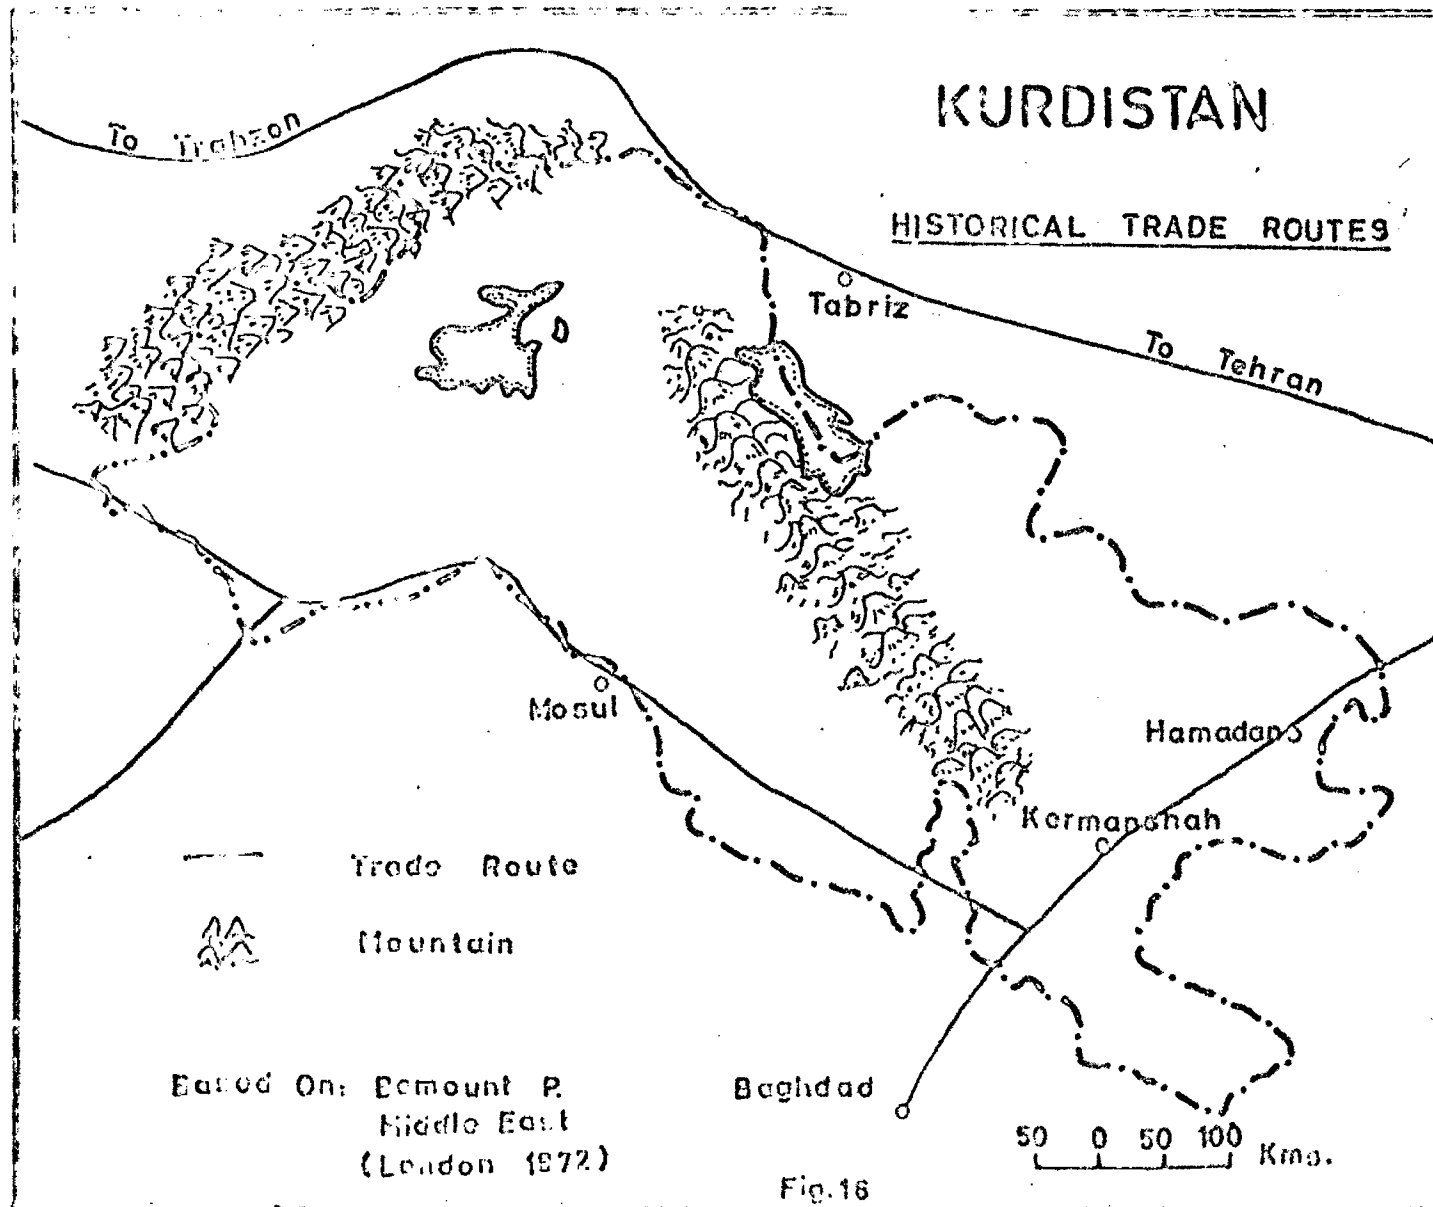 KURDISTAN
HISTORICAL TRADE ROUTES
To Trabzon
Tabriz
To Tehran
Mosul
Hamadan
Kermanshah
Trade Route
Mountain
Baghdad
Based On: Bemount P.
Middle East
(London 1972)
50 0 50 100 Kms.
Fig.16